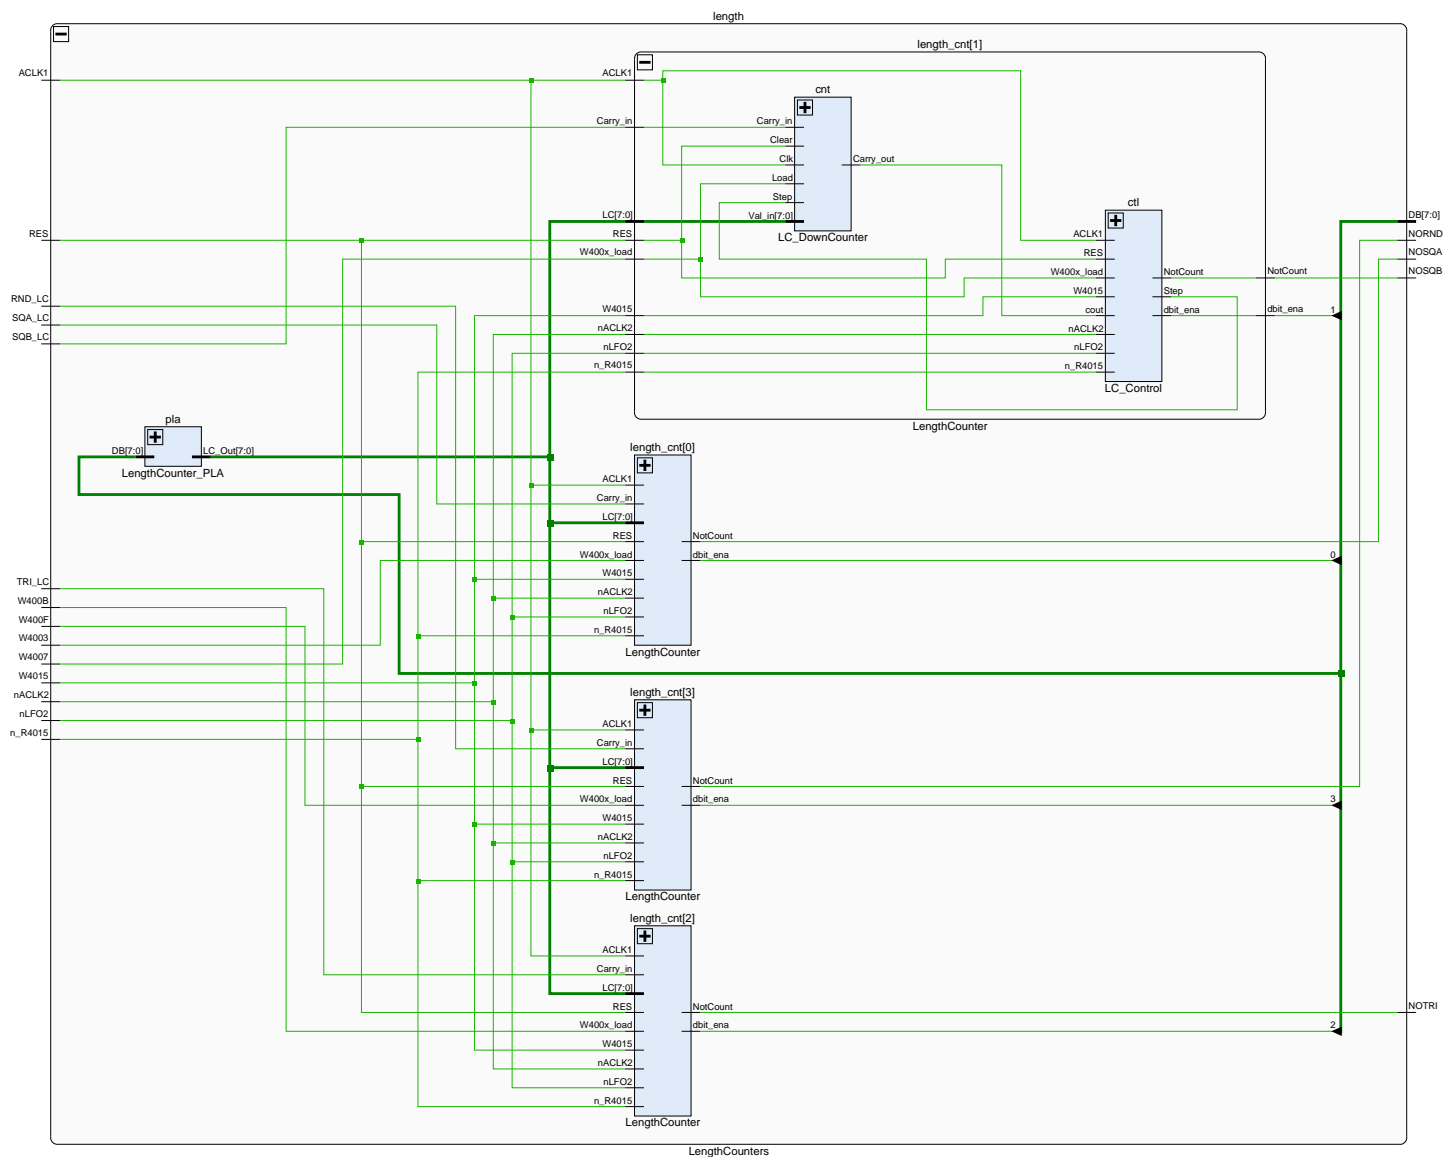 length
length_cnt[1]
ACLK1
ACLK1
cnt
Carry_in
Carry_in
Clear
Clk
Carry_out
Load
Step
ctl
LC[7:0]
Val_in[7:0]
DB[7:0]
RES
RES
LC_DownCounter
ACLK1
NORND
W400x_load
RES
NOSQA
W400x_load
NotCount
NotCount
NOSQB
W4015
Step
RND_LC
W4015
cout
dbit_ena
dbit_ena
1
SQA_LC
nACLK2
nACLK2
SQB_LC
nLFO2
nLFO2
n_R4015
n_R4015
LC_Control
pla
LengthCounter
DB[7:0]
LC_Out[7:0]
LengthCounter_PLA
length_cnt[0]
ACLK1
Carry_in
LC[7:0]
RES
NotCount
W400x_load
dbit_ena
0
W4015
nACLK2
nLFO2
n_R4015
LengthCounter
TRI_LC
W400B
W400F
W4003
W4007
W4015
nACLK2
nLFO2
n_R4015
length_cnt[3]
ACLK1
Carry_in
LC[7:0]
RES
NotCount
W400x_load
dbit_ena
3
W4015
nACLK2
nLFO2
n_R4015
LengthCounter
length_cnt[2]
ACLK1
Carry_in
LC[7:0]
RES
NotCount
NOTRI
W400x_load
dbit_ena
2
W4015
nACLK2
nLFO2
n_R4015
LengthCounter
LengthCounters